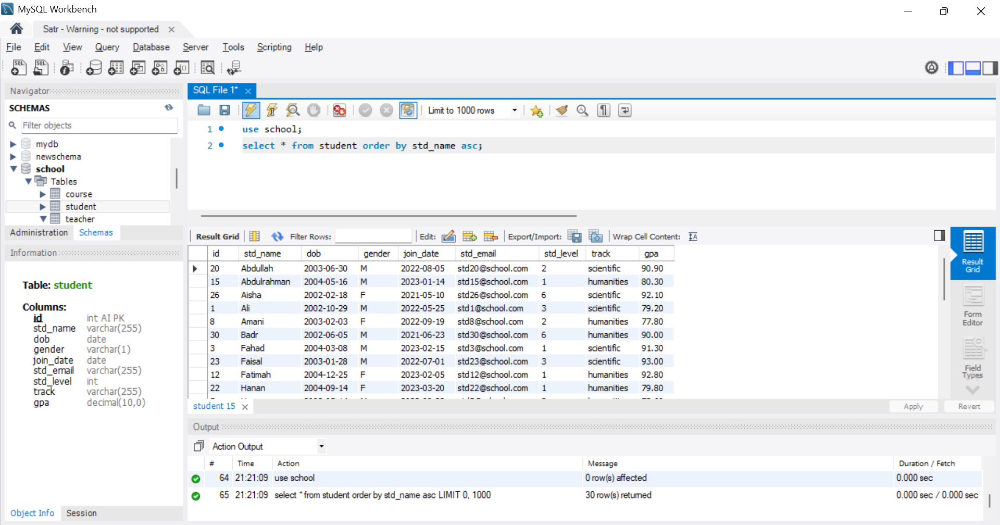 MySQL Workbench
Satr - Warning - not supported
File Edit View Query Database Server Tools Scripting Help
Navigator
SCHEMAS
Filter objects
mydb
newschema
school
Tables
course
student
teacher
Administration Schemas
Information
Table: student
Columns:
id int AI PK
std_name varchar(255)
dob date
gender varchar(1)
join_date date
std_email varchar(255)
std_level int
track varchar(255)
gpa decimal(10,0)
Object Info Session
SQL File 1*
Limit to 1000 rows
1 use school;
2 select * from student order by std_name asc;
Result Grid Filter Rows: Edit: Export/Import: Wrap Cell Content:
id std_name dob gender join_date std_email std_level track gpa
20 Abdullah 2003-06-30 M 2022-08-05 std20@school.com 2 scientific 90.90
15 Abdulrahman 2004-05-16 M 2023-01-14 std15@school.com 1 humanities 80.30
26 Aisha 2002-02-18 F 2021-05-10 std26@school.com 6 scientific 92.10
1 Ali 2002-10-29 M 2022-05-25 std1@school.com 3 scientific 79.20
8 Amani 2003-02-03 F 2022-09-19 std8@school.com 2 humanities 77.80
30 Badr 2002-06-05 M 2021-06-23 std30@school.com 6 humanities 90.00
3 Fahad 2004-03-08 M 2023-02-15 std3@school.com 1 scientific 91.30
23 Faisal 2003-01-28 M 2022-07-01 std23@school.com 3 scientific 93.00
12 Fatimah 2004-12-25 F 2023-02-05 std12@school.com 1 humanities 92.80
22 Hanan 2004-09-14 F 2023-03-20 std22@school.com 1 humanities 79.80
Result
Grid
Form
Editor
Field
Types
student 15
Apply Revert
Output
Action Output
# Time Action Message Duration / Fetch
64 21:21:09 use school 0 row(s) affected 0.000 sec
65 21:21:09 select * from student order by std_name asc LIMIT 0, 1000 30 row(s) returned 0.000 sec / 0.000 sec